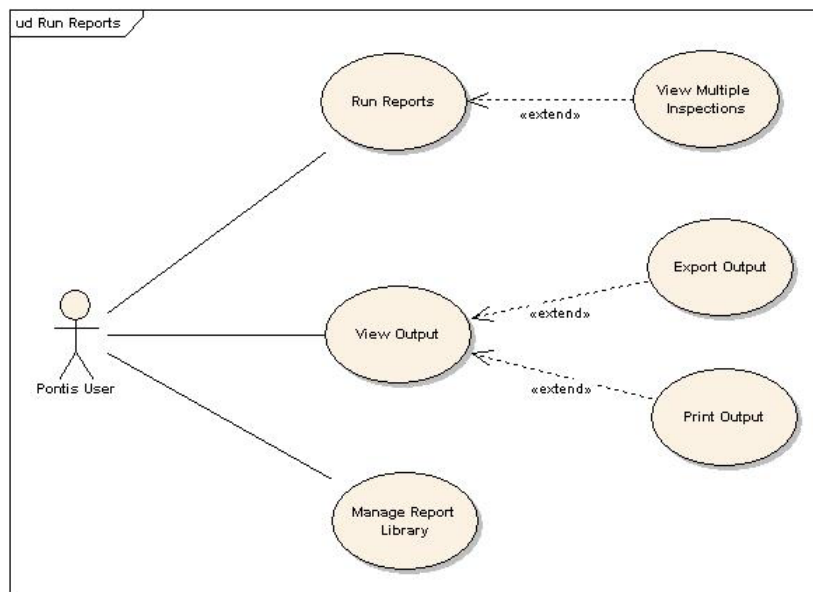 ud Run Reports
Run Reports
View Multiple
Inspections
«extend»
Export Output
«extend»
View Output
Pontis User
«extend»
Print Output
Manage Report
Library